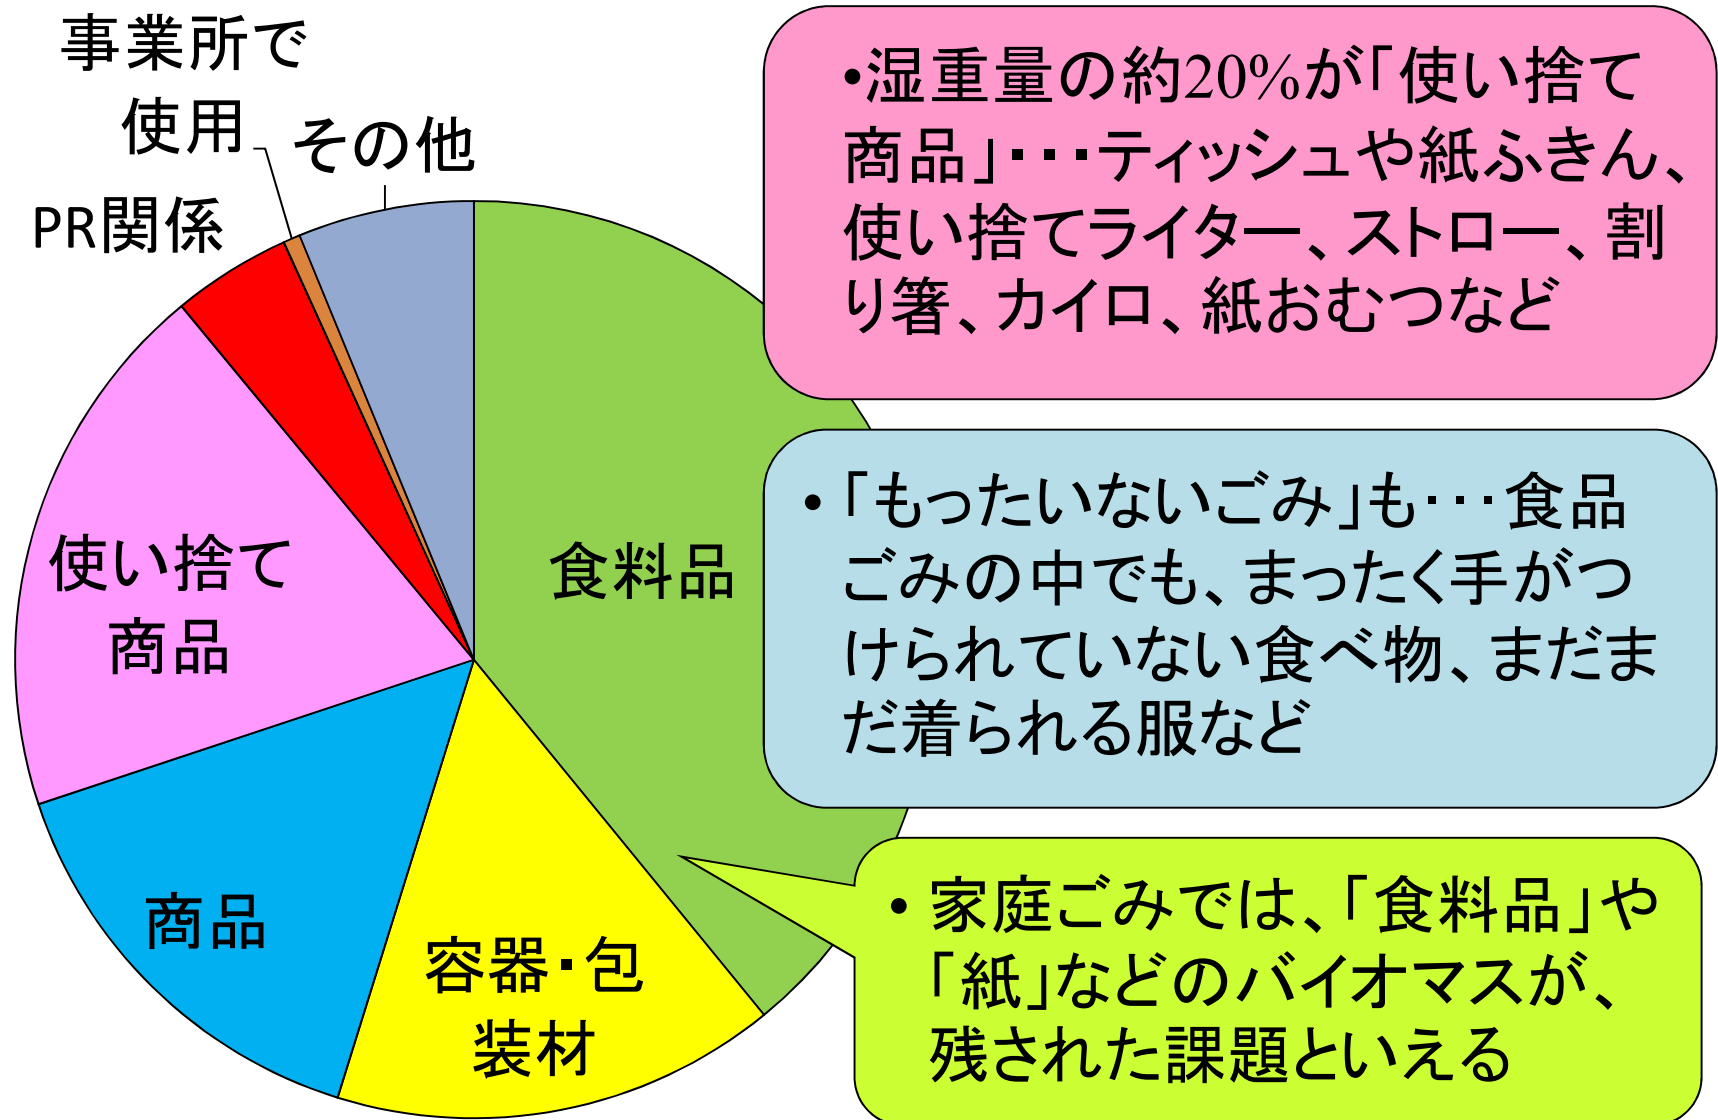 事業所で
使用
その他
PR関係
使い捨て
商品
商品
容器・包
装材
食料品
•湿重量の約20%が「使い捨て
商品」・・・ティッシュや紙ふきん、
使い捨てライター、ストロー、割
り箸、カイロ、紙おむつなど
•「もったいないごみ」も・・・食品
ごみの中でも、まったく手がつ
けられていない食べ物、まだま
だ着られる服など
•家庭ごみでは、「食料品」や
「紙」などのバイオマスが、
残された課題といえる